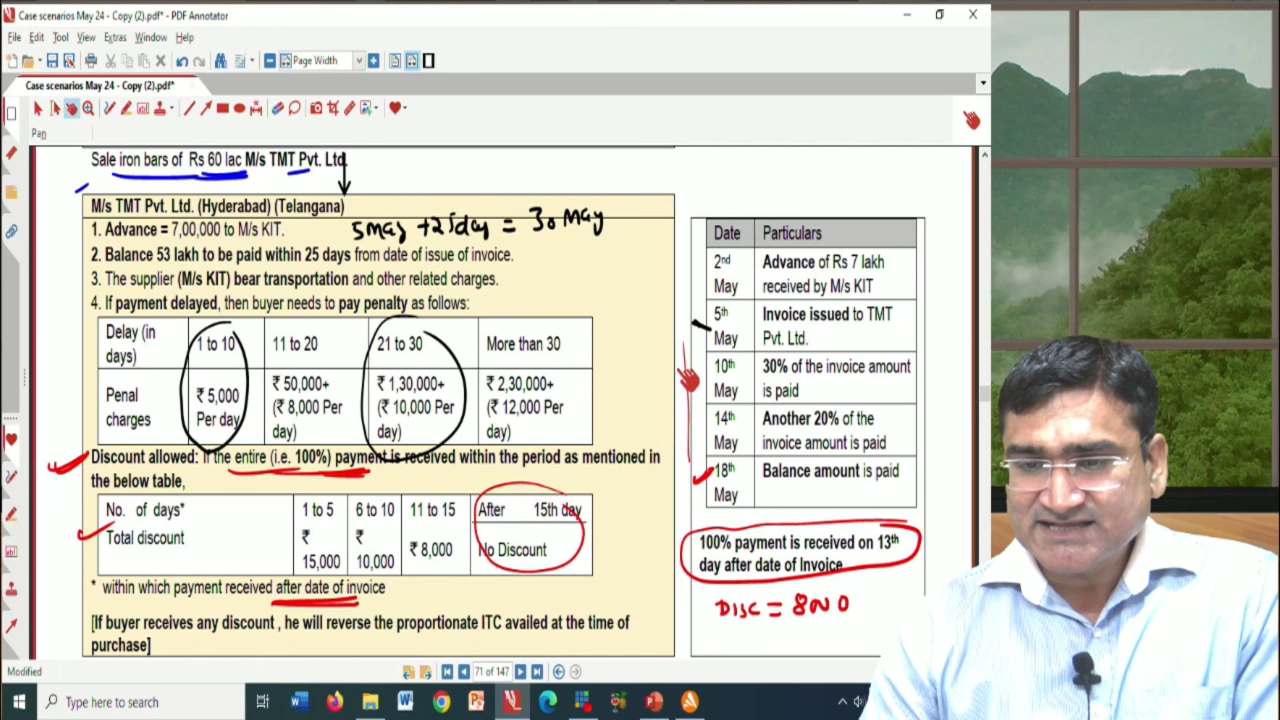 Case scenarios May 24 - Copy (2).pdf* - PDF Annotator
File Edit Tool View Extras Window Help
Page Width
Case scenarios May 24 - Copy (2).pdf*
Pan
Sale iron bars of Rs 60 lac M/s TMT Pvt. Ltd.
M/s TMT Pvt. Ltd. (Hyderabad) (Telangana)
1. Advance = 7,00,000 to M/s KIT.
5 May + 25 day = 30 May
2. Balance 53 lakh to be paid within 25 days from date of issue of invoice.
3. The supplier (M/s KIT) bear transportation and other related charges.
4. If payment delayed, then buyer needs to pay penalty as follows:
Delay (in days) 1 to 10 11 to 20 21 to 30 More than 30
Penal charges ₹ 5,000 Per day ₹ 50,000+ (₹ 8,000 Per day) ₹ 1,30,000+ (₹ 10,000 Per day) ₹ 2,30,000+ (₹ 12,000 Per day)
Discount allowed: If the entire (i.e. 100%) payment is received within the period as mentioned in
the below table,
No. of days* 1 to 5 6 to 10 11 to 15 After 15th day
Total discount ₹ 15,000 ₹ 10,000 ₹ 8,000 No Discount
* within which payment received after date of invoice
[If buyer receives any discount , he will reverse the proportionate ITC availed at the time of
purchase]
Date Particulars
2nd May Advance of Rs 7 lakh received by M/s KIT
5th May Invoice issued to TMT Pvt. Ltd.
10th May 30% of the invoice amount is paid
14th May Another 20% of the invoice amount is paid
18th May Balance amount is paid
100% payment is received on 13th
day after date of Invoice
DISC = 8000
Modified
71 of 147
Type here to search